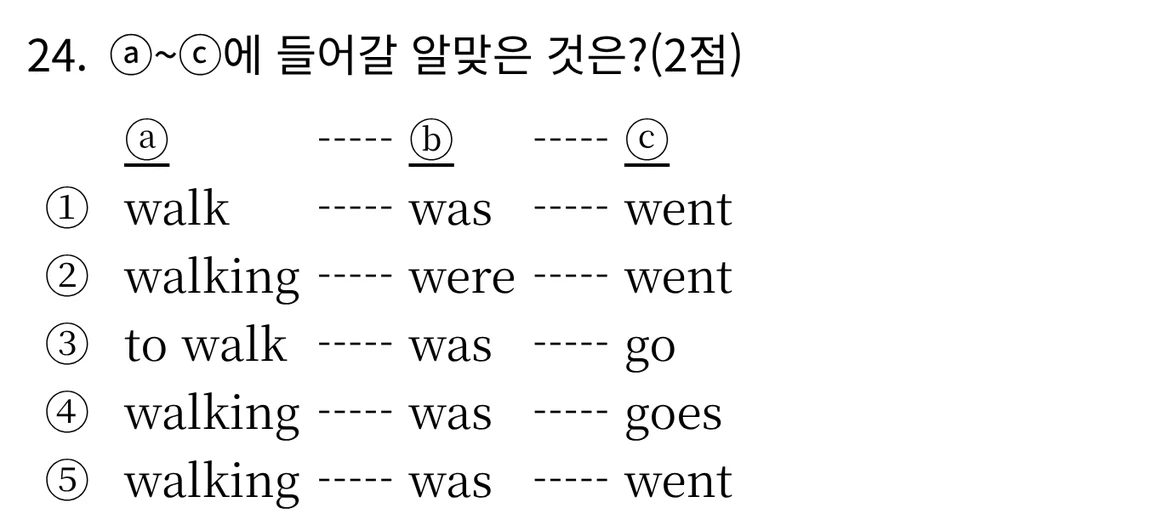 24. ⓐ~ⓒ에 들어갈 알맞은 것은?(2점)
ⓐ ----- ⓑ ----- ⓒ
① walk ----- was ----- went
② walking ----- were ----- went
③ to walk ----- was ----- go
④ walking ----- was ----- goes
⑤ walking ----- was ----- went